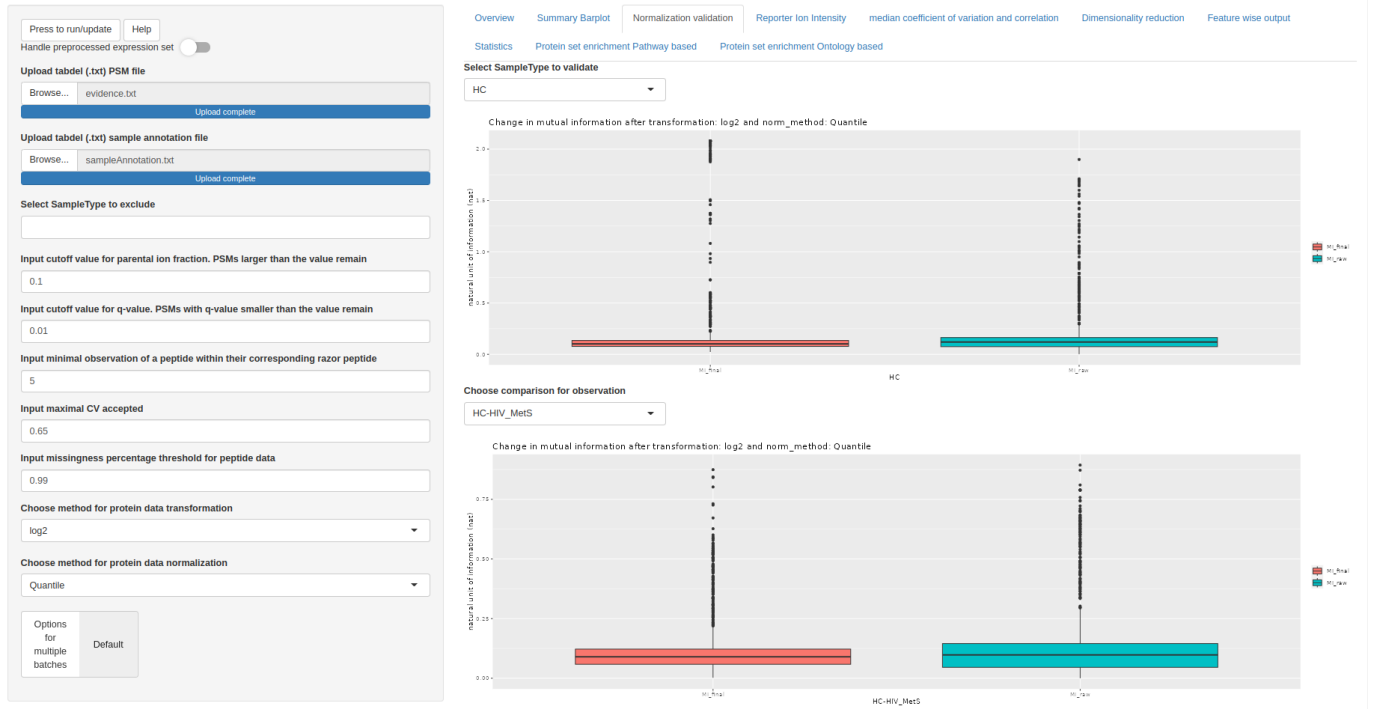 Press to run/update
Help
Handle preprocessed expression set
Upload tabdel (.txt) PSM file
Browse... evidence.txt
Upload complete
Upload tabdel (.txt) sample annotation file
Browse... sampleAnnotation.txt
Upload complete
Select SampleType to exclude
Input cutoff value for parental ion fraction. PSMs larger than the value remain
0.1
Input cutoff value for q-value. PSMs with q-value smaller than the value remain
0.01
Input minimal observation of a peptide within their corresponding razor peptide
5
Input maximal CV accepted
0.65
Input missingness percentage threshold for peptide data
0.99
Choose method for protein data transformation
log2
Choose method for protein data normalization
Quantile
Options
for
multiple
batches
Default
Overview Summary Barplot Normalization validation Reporter Ion Intensity median coefficient of variation and correlation Dimensionality reduction Feature wise output
Statistics Protein set enrichment Pathway based Protein set enrichment Ontology based
Select SampleType to validate
HC
Change in mutual information after transformation: log2 and norm_method: Quantile
natural unit of information (nat)
2.0
1.5
1.0
0.5
0.0
MI_final
MI_raw
HC
MI_final
MI_raw
Choose comparison for observation
HC-HIV_MetS
Change in mutual information after transformation: log2 and norm_method: Quantile
natural unit of information (nat)
0.75
0.50
0.25
0.00
MI_final
MI_raw
HC-HIV_MetS
MI_final
MI_raw